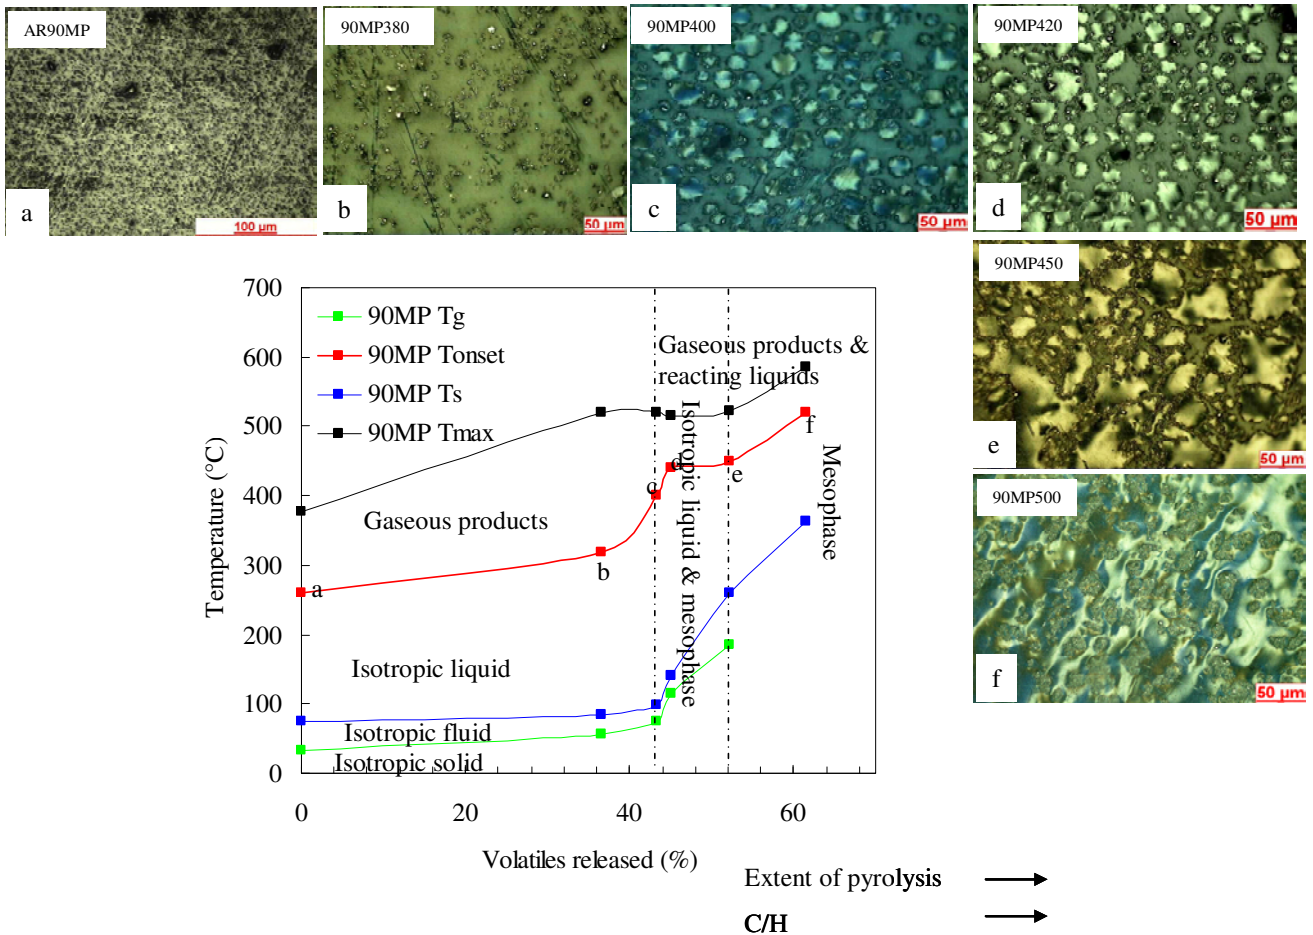 AR90MP
90MP380
90MP400
90MP420
a
100 µm
b
50 µm
c
50 µm
d
50 µm
90MP450
e
50 µm
90MP500
f
50 µm
700
600
500
400
300
200
100
0
Temperature (°C)
90MP Tg
90MP Tonset
90MP Ts
90MP Tmax
Gaseous products &
reacting liquids
Isotropic liquid & mesophase
Mesophase
Gaseous products
Isotropic liquid
Isotropic fluid
Isotropic solid
a
b
c
d
e
f
0
20
40
60
Volatiles released (%)
Extent of pyrolysis
C/H